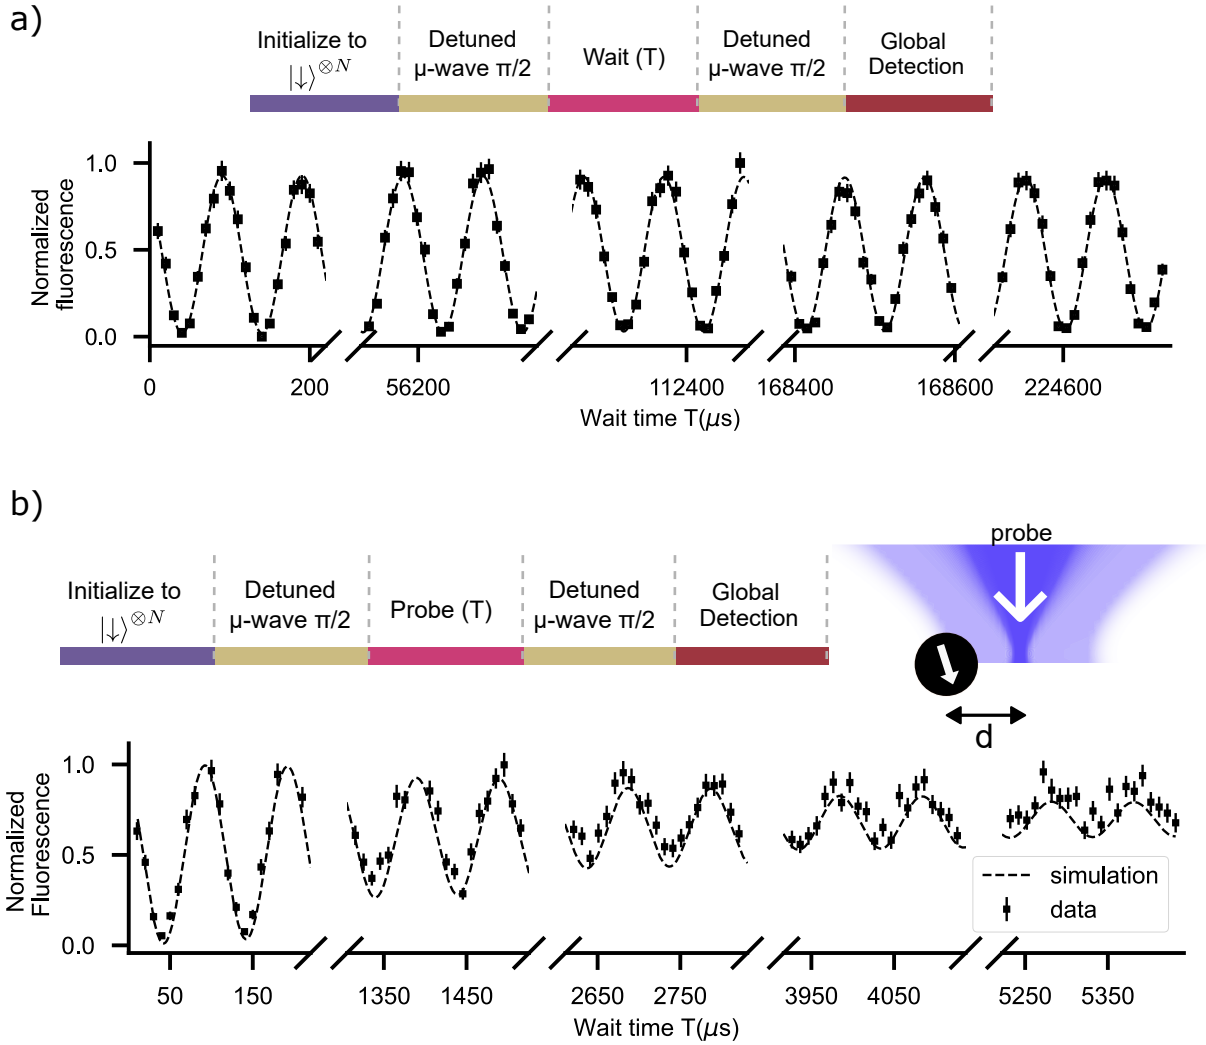 a)
Initialize to
|↓⟩⊗N
Detuned
μ-wave π/2
Wait (T)
Detuned
μ-wave π/2
Global
Detection
Normalized
fluorescence
1.0
0.5
0.0
0
200
56200
112400
168400
168600
224600
Wait time T(μs)
b)
Initialize to
|↓⟩⊗N
Detuned
μ-wave π/2
Probe (T)
Detuned
μ-wave π/2
Global
Detection
probe
d
Normalized
Fluorescence
1.0
0.5
0.0
simulation
data
50
150
1350
1450
2650
2750
3950
4050
5250
5350
Wait time T(μs)